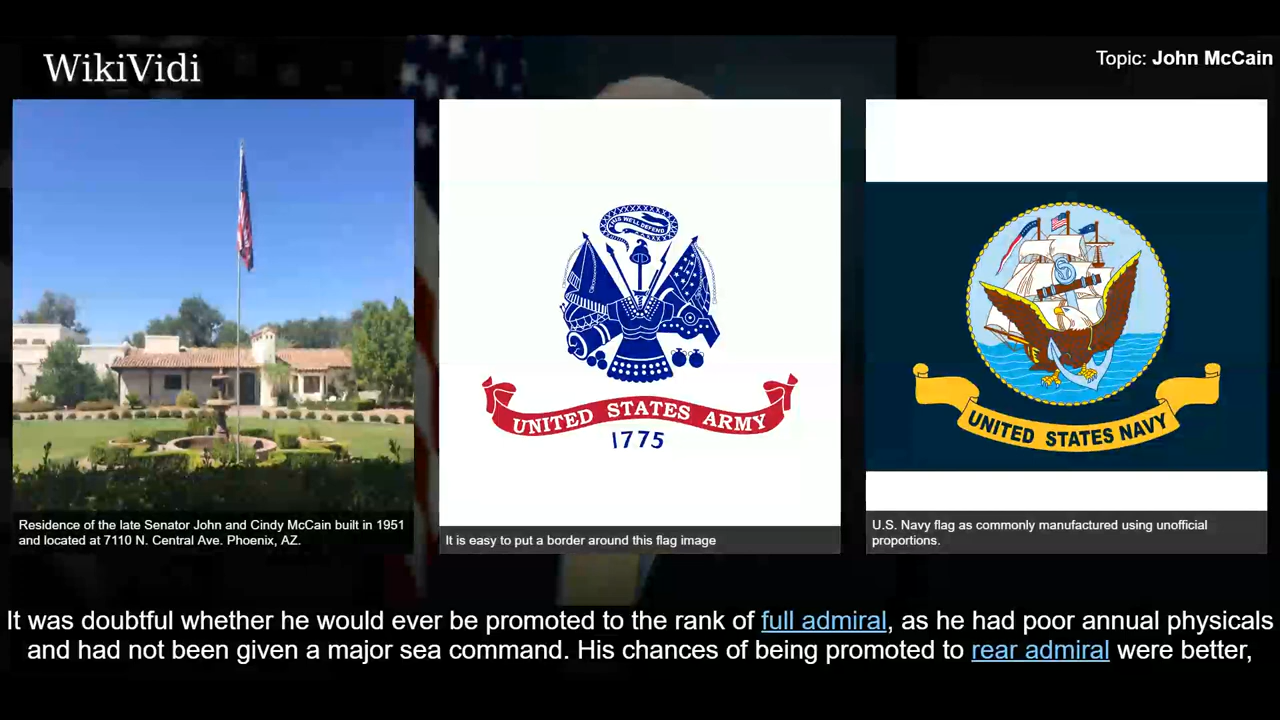 WikiVidi
Topic: John McCain
THIS WE'LL DEFEND
UNITED STATES ARMY
1775
UNITED STATES NAVY
Residence of the late Senator John and Cindy McCain built in 1951
and located at 7110 N. Central Ave. Phoenix, AZ.
It is easy to put a border around this flag image
U.S. Navy flag as commonly manufactured using unofficial
proportions.
It was doubtful whether he would ever be promoted to the rank of full admiral, as he had poor annual physicals
and had not been given a major sea command. His chances of being promoted to rear admiral were better,